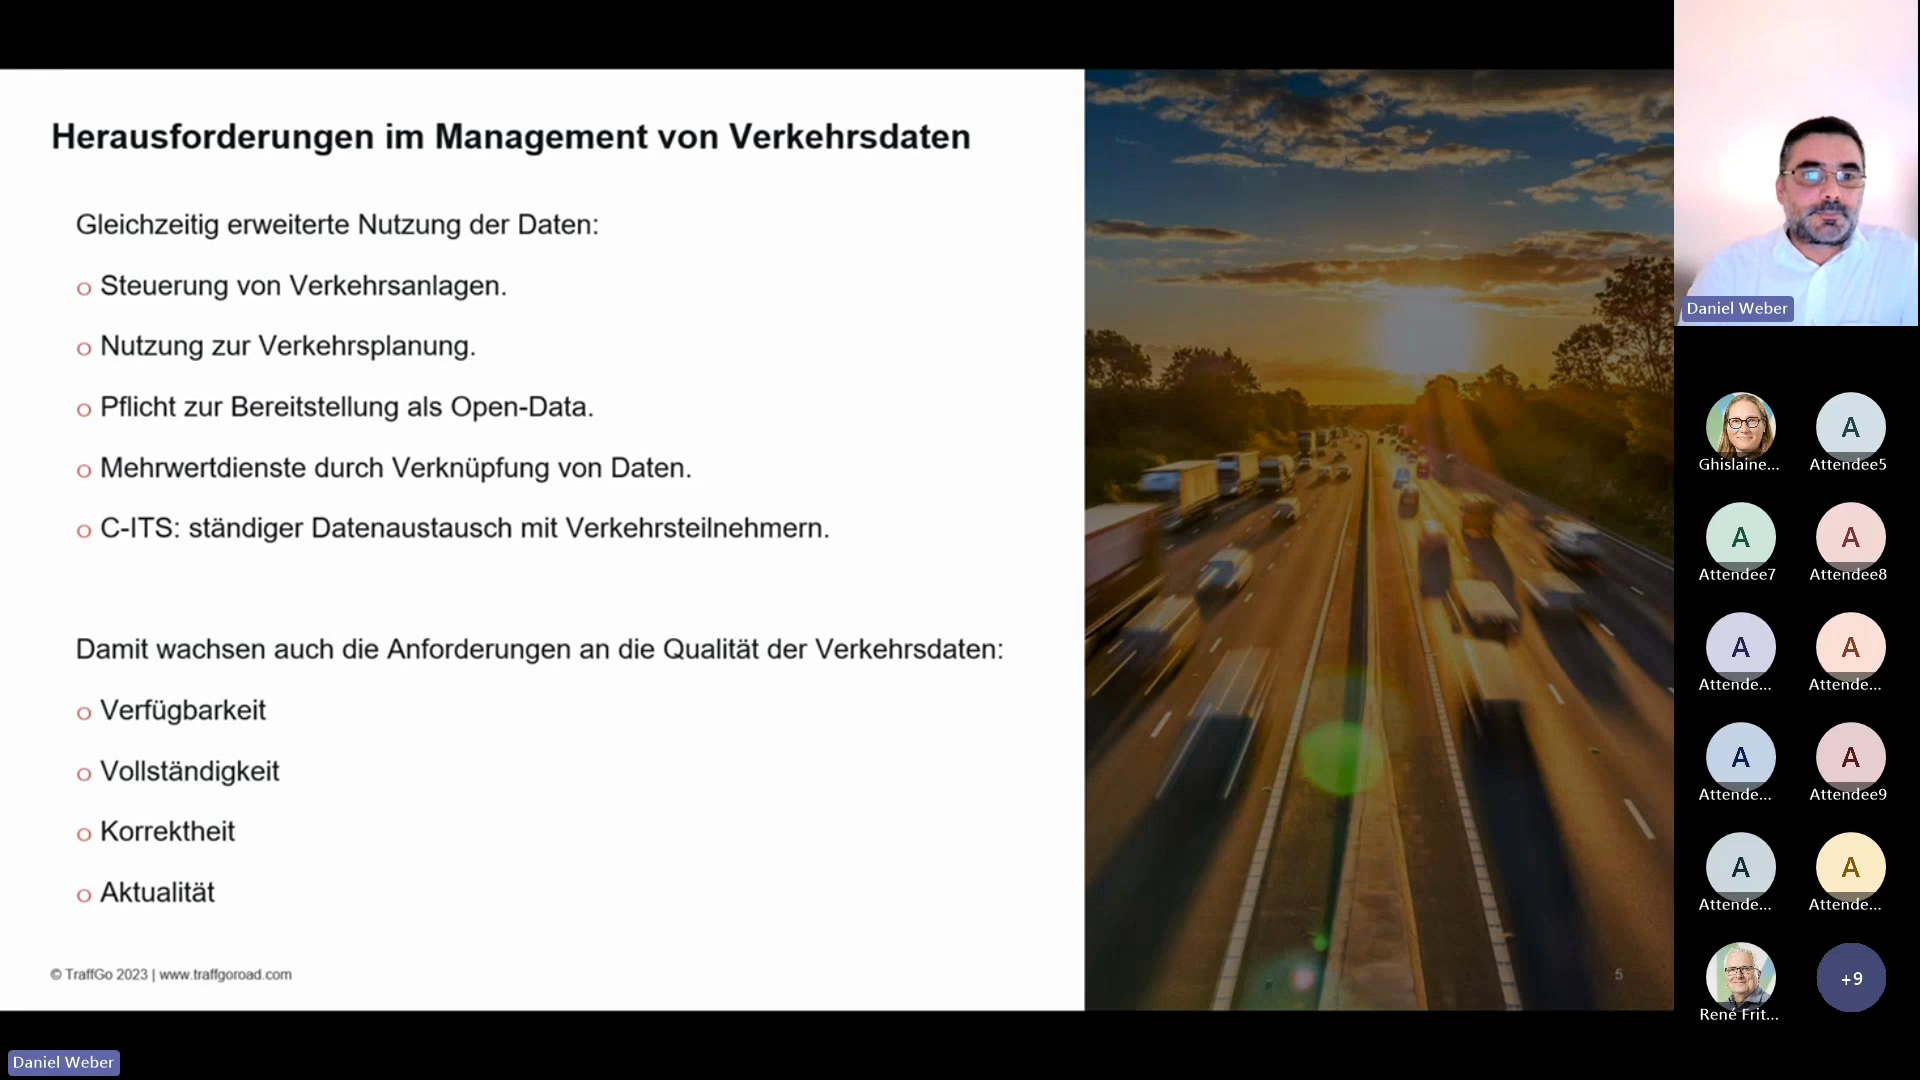 Herausforderungen im Management von Verkehrsdaten
Gleichzeitig erweiterte Nutzung der Daten:
o Steuerung von Verkehrsanlagen.
o Nutzung zur Verkehrsplanung.
o Pflicht zur Bereitstellung als Open-Data.
o Mehrwertdienste durch Verknüpfung von Daten.
o C-ITS: ständiger Datenaustausch mit Verkehrsteilnehmern.
Damit wachsen auch die Anforderungen an die Qualität der Verkehrsdaten:
o Verfügbarkeit
o Vollständigkeit
o Korrektheit
o Aktualität
© TraffGo 2023 | www.traffgoroad.com
5
Daniel Weber
Daniel Weber
A
Ghislaine...
Attendee5
A
A
Attendee7
Attendee8
A
A
Attende...
Attende...
A
A
Attende...
Attendee9
A
A
Attende...
Attende...
+9
René Frit...